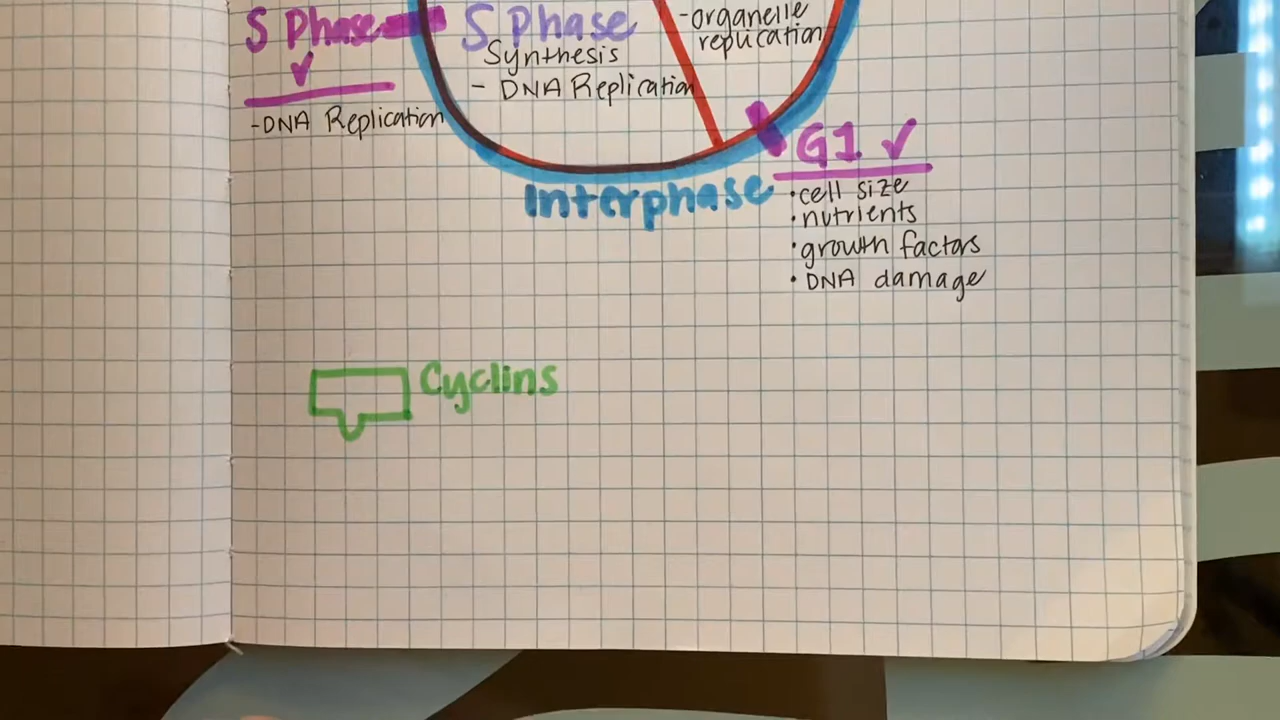 S Phase
✓
-DNA Replication
S Phase
Synthesis
- DNA Replication
-organelle
replication
Interphase
G1 ✓
•cell size
•nutrients
•growth factors
•DNA damage
Cyclins